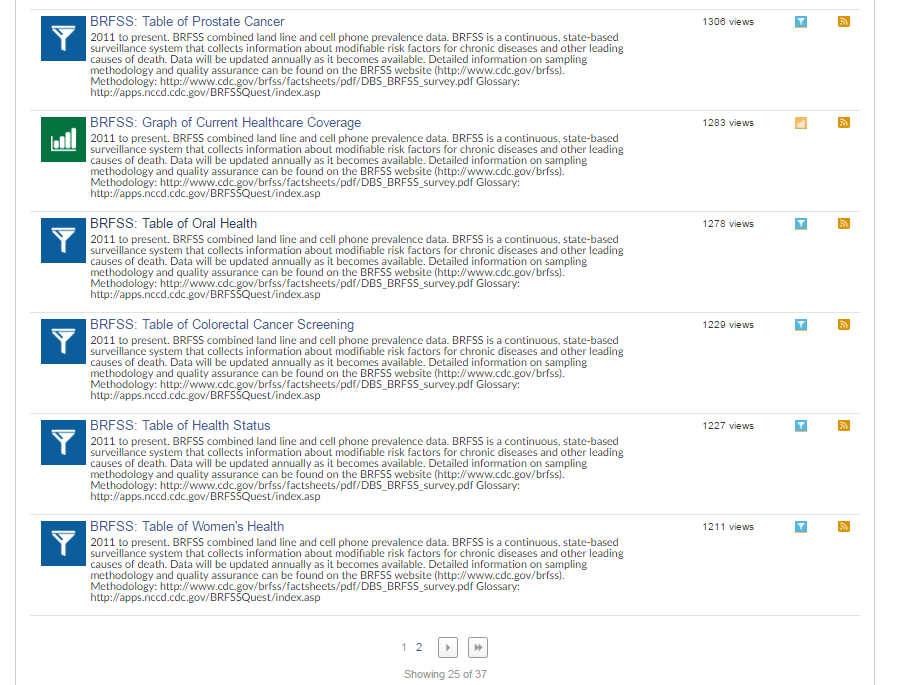 BRFSS: Table of Prostate Cancer
1306 views
2011 to present. BRFSS combined land line and cell phone prevalence data. BRFSS is a continuous, state-based
surveillance system that collects information about modifiable risk factors for chronic diseases and other leading
causes of death. Data will be updated annually as it becomes available. Detailed information on sampling
methodology and quality assurance can be found on the BRFSS website (http://www.cdc.gov/brfss).
Methodology: http://www.cdc.gov/brfss/factsheets/pdf/DBS_BRFSS_survey.pdf Glossary:
http://apps.nccd.cdc.gov/BRFSSQuest/index.asp
BRFSS: Graph of Current Healthcare Coverage
1283 views
2011 to present. BRFSS combined land line and cell phone prevalence data. BRFSS is a continuous, state-based
surveillance system that collects information about modifiable risk factors for chronic diseases and other leading
causes of death. Data will be updated annually as it becomes available. Detailed information on sampling
methodology and quality assurance can be found on the BRFSS website (http://www.cdc.gov/brfss).
Methodology: http://www.cdc.gov/brfss/factsheets/pdf/DBS_BRFSS_survey.pdf Glossary:
http://apps.nccd.cdc.gov/BRFSSQuest/index.asp
BRFSS: Table of Oral Health
1278 views
2011 to present. BRFSS combined land line and cell phone prevalence data. BRFSS is a continuous, state-based
surveillance system that collects information about modifiable risk factors for chronic diseases and other leading
causes of death. Data will be updated annually as it becomes available. Detailed information on sampling
methodology and quality assurance can be found on the BRFSS website (http://www.cdc.gov/brfss).
Methodology: http://www.cdc.gov/brfss/factsheets/pdf/DBS_BRFSS_survey.pdf Glossary:
http://apps.nccd.cdc.gov/BRFSSQuest/index.asp
BRFSS: Table of Colorectal Cancer Screening
1229 views
2011 to present. BRFSS combined land line and cell phone prevalence data. BRFSS is a continuous, state-based
surveillance system that collects information about modifiable risk factors for chronic diseases and other leading
causes of death. Data will be updated annually as it becomes available. Detailed information on sampling
methodology and quality assurance can be found on the BRFSS website (http://www.cdc.gov/brfss).
Methodology: http://www.cdc.gov/brfss/factsheets/pdf/DBS_BRFSS_survey.pdf Glossary:
http://apps.nccd.cdc.gov/BRFSSQuest/index.asp
BRFSS: Table of Health Status
1227 views
2011 to present. BRFSS combined land line and cell phone prevalence data. BRFSS is a continuous, state-based
surveillance system that collects information about modifiable risk factors for chronic diseases and other leading
causes of death. Data will be updated annually as it becomes available. Detailed information on sampling
methodology and quality assurance can be found on the BRFSS website (http://www.cdc.gov/brfss).
Methodology: http://www.cdc.gov/brfss/factsheets/pdf/DBS_BRFSS_survey.pdf Glossary:
http://apps.nccd.cdc.gov/BRFSSQuest/index.asp
BRFSS: Table of Women's Health
1211 views
2011 to present. BRFSS combined land line and cell phone prevalence data. BRFSS is a continuous, state-based
surveillance system that collects information about modifiable risk factors for chronic diseases and other leading
causes of death. Data will be updated annually as it becomes available. Detailed information on sampling
methodology and quality assurance can be found on the BRFSS website (http://www.cdc.gov/brfss).
Methodology: http://www.cdc.gov/brfss/factsheets/pdf/DBS_BRFSS_survey.pdf Glossary:
http://apps.nccd.cdc.gov/BRFSSQuest/index.asp
1 2
Showing 25 of 37